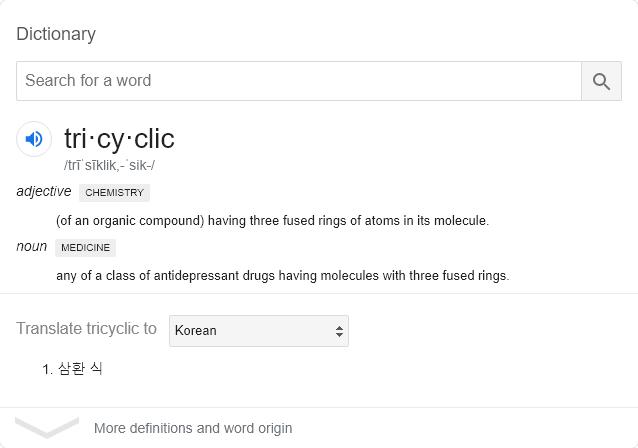 Dictionary
Search for a word
tri·cy·clic
/trīˈsīklik,-ˈsik-/
adjective CHEMISTRY
(of an organic compound) having three fused rings of atoms in its molecule.
noun MEDICINE
any of a class of antidepressant drugs having molecules with three fused rings.
Translate tricyclic to Korean
1. 삼환 식
More definitions and word origin